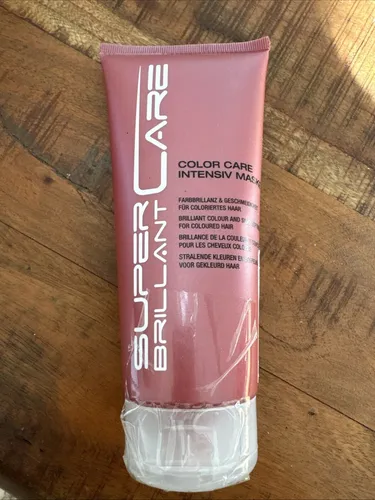 SUPER
BRILLANT CARE
COLOR CARE
INTENSIV MASK
FARBBRILLANZ &
FÜR COLORIERTES HAAR
BRILLIANT COLOUR AND
FOR COLOURED HAIR
BRILLANCE DE LA COULEUR
POUR LES CHEVEUX
STRALENDE KLEUREN
VOOR GEKLEURD HAAR